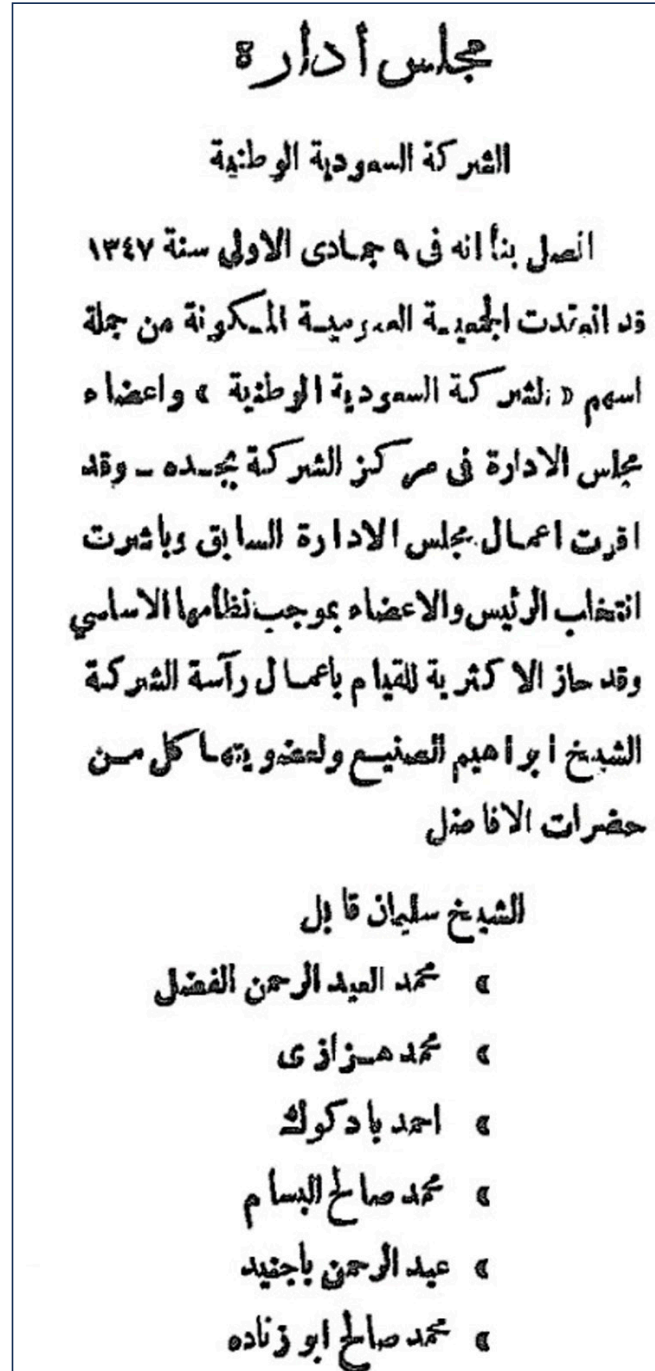 مجلس أدارة
الشركة السعودية الوطنية
اتصل بنا انه فى ٩ جمادى الاولى سنة ١٣٤٧
قد انعقدت الجمعية العمومية المكونة من حملة
اسهم « الشركة السعودية الوطنية » واعضاء
مجلس الادارة فى مركز الشركة بجده ـ وقد
اقرت اعمال مجلس الادارة السابق وباشرت
انتخاب الرئيس والاعضاء بموجب نظامها الاساسي
وقد حاز الاكثرية للقيام باعمال رآسة الشركة
الشيخ ابراهيم الصنيع ولعضويتها كل من
حضرات الافاضل
الشيخ سليمان قابل
» محمد العبد الرحمن الفضل
» محمد هزازى
» احمد بادكوك
» محمد صالح البسام
» عبد الرحمن باجنيد
» محمد صالح ابو زناده